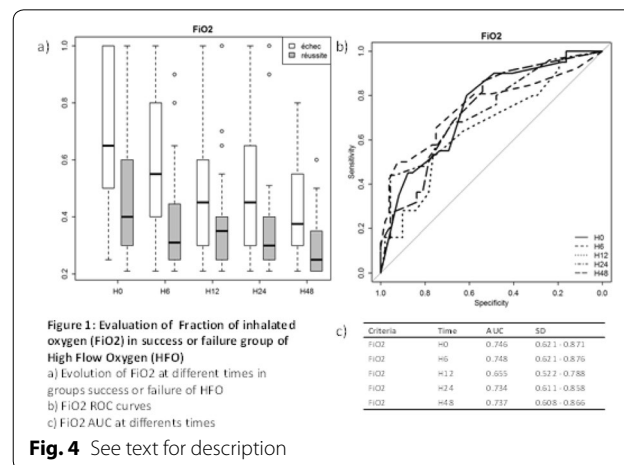 a)
FiO2
1.0
0.8
0.6
0.4
0.2
échec
réussite
H0 H6 H12 H24 H48
b)
FiO2
Sensitivity
1.0
0.8
0.6
0.4
0.2
0.0
H0
H6
H12
H24
H48
1.0 0.8 0.6 0.4 0.2 0.0
Specificity
Figure 1: Evaluation of Fraction of inhalated
oxygen (FiO2) in success or failure group of
High Flow Oxygen (HFO)
a) Evolution of FiO2 at different times in
groups success or failure of HFO
b) FiO2 ROC curves
c) FiO2 AUC at differents times
c)
Criteria Time AUC SD
FiO2 H0 0.746 0.621 - 0.871
FiO2 H6 0.748 0.621 - 0.876
FiO2 H12 0.655 0.522 - 0.788
FiO2 H24 0.734 0.611 - 0.858
FiO2 H48 0.737 0.608 - 0.866
Fig. 4 See text for description